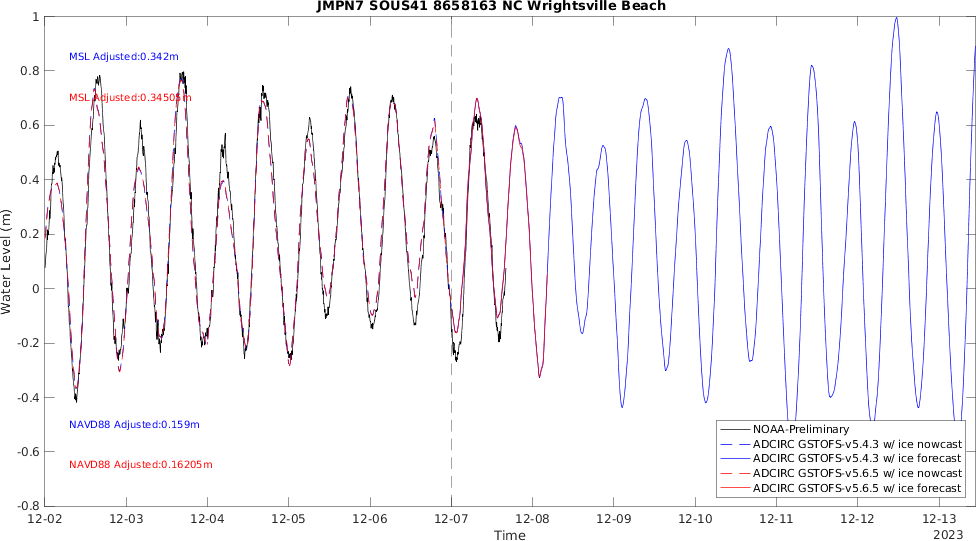 JMPN7 SOUS41 8658163 NC Wrightsville Beach
1
0.8
0.6
0.4
0.2
0
-0.2
-0.4
-0.6
-0.8
Water Level (m)
MSL Adjusted:0.342m
MSL Adjusted:0.34505m
NAVD88 Adjusted:0.159m
NAVD88 Adjusted:0.16205m
NOAA-Preliminary
ADCIRC GSTOFS-v5.4.3 w/ ice nowcast
ADCIRC GSTOFS-v5.4.3 w/ ice forecast
ADCIRC GSTOFS-v5.6.5 w/ ice nowcast
ADCIRC GSTOFS-v5.6.5 w/ ice forecast
12-02 12-03 12-04 12-05 12-06 12-07 12-08 12-09 12-10 12-11 12-12 12-13
Time
2023